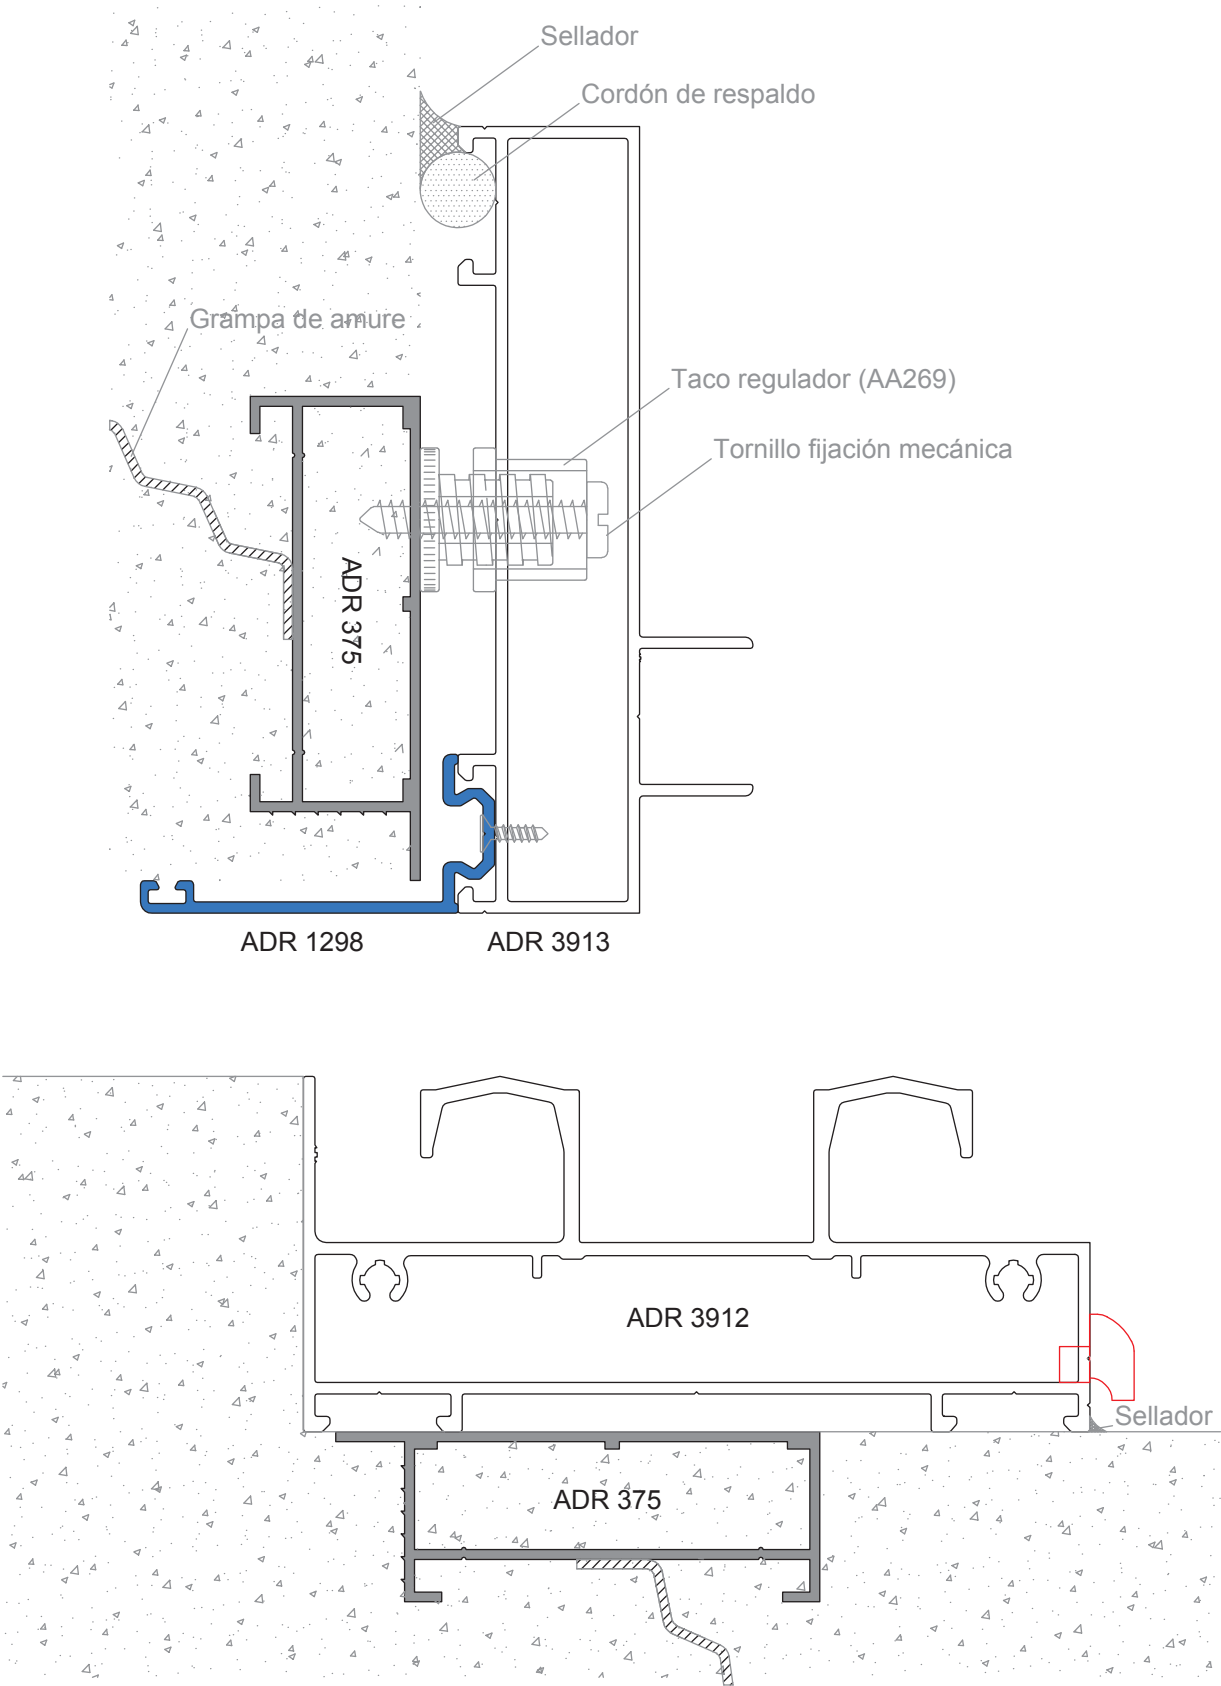 Sellador
Cordón de respaldo
Grampa de amure
Taco regulador (AA269)
Tornillo fijación mecánica
ADR 375
ADR 1298
ADR 3913
ADR 3912
Sellador
ADR 375